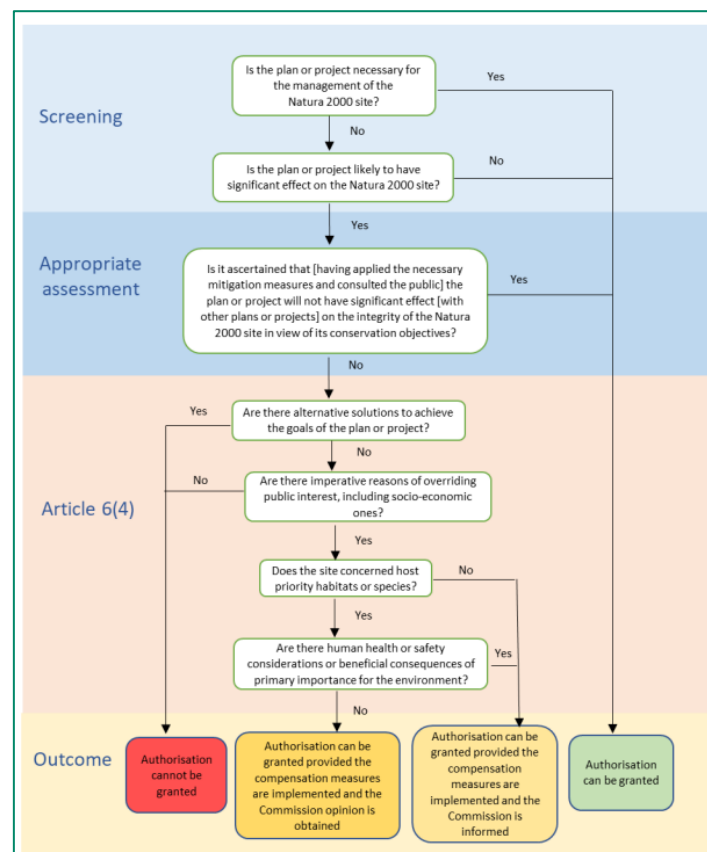 Is the plan or project necessary for
the management of the
Natura 2000 site?
Yes
Screening
No
Is the plan or project likely to have
significant effect on the Natura 2000 site?
No
Yes
Appropriate
assessment
Is it ascertained that [having applied the necessary
mitigation measures and consulted the public] the
plan or project will not have significant effect [with
other plans or projects] on the integrity of the Natura
2000 site in view of its conservation objectives?
Yes
No
Yes
Are there alternative solutions to achieve
the goals of the plan or project?
No
No
Are there imperative reasons of overriding
public interest, including socio-economic
ones?
Article 6(4)
Yes
Does the site concerned host
priority habitats or species?
No
Yes
Are there human health or safety
considerations or beneficial consequences of
primary importance for the environment?
Yes
No
Outcome
Authorisation
cannot be
granted
Authorisation can be
granted provided the
compensation measures
are implemented and the
Commission opinion is
obtained
Authorisation can be
granted provided the
compensation
measures are
implemented and the
Commission is
informed
Authorisation
can be granted